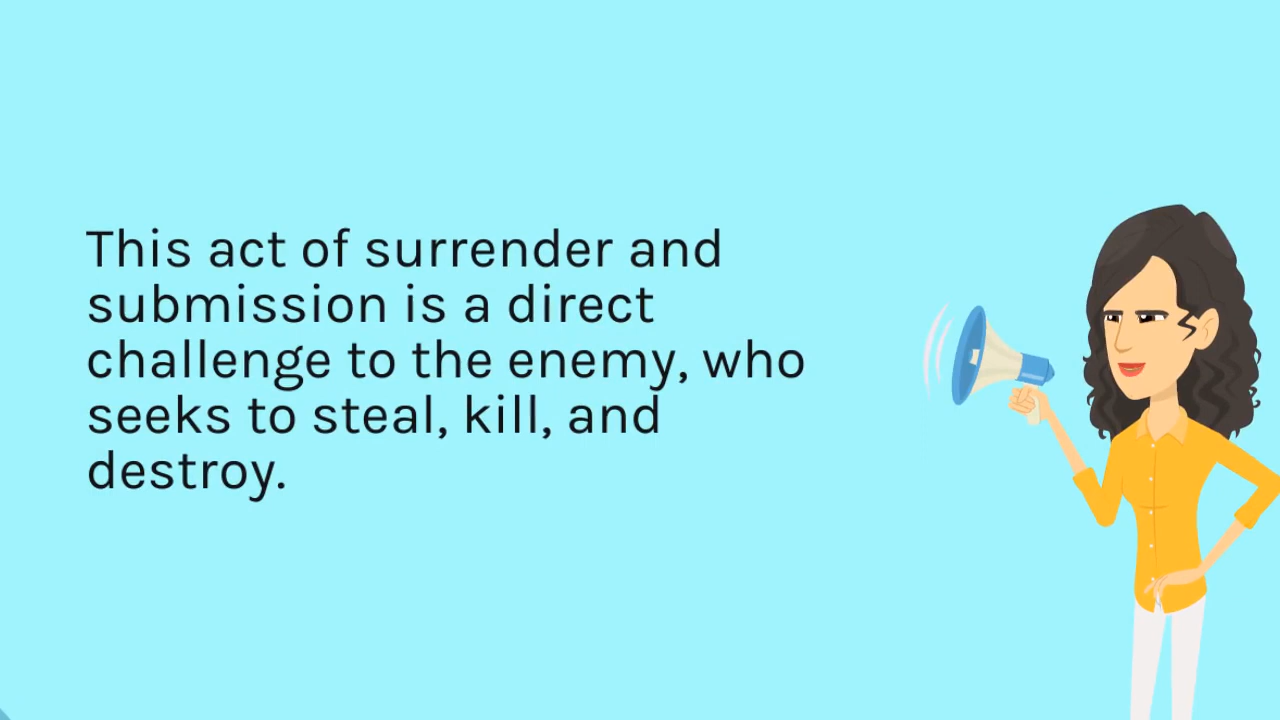 This act of surrender and
submission is a direct
challenge to the enemy, who
seeks to steal, kill, and
destroy.